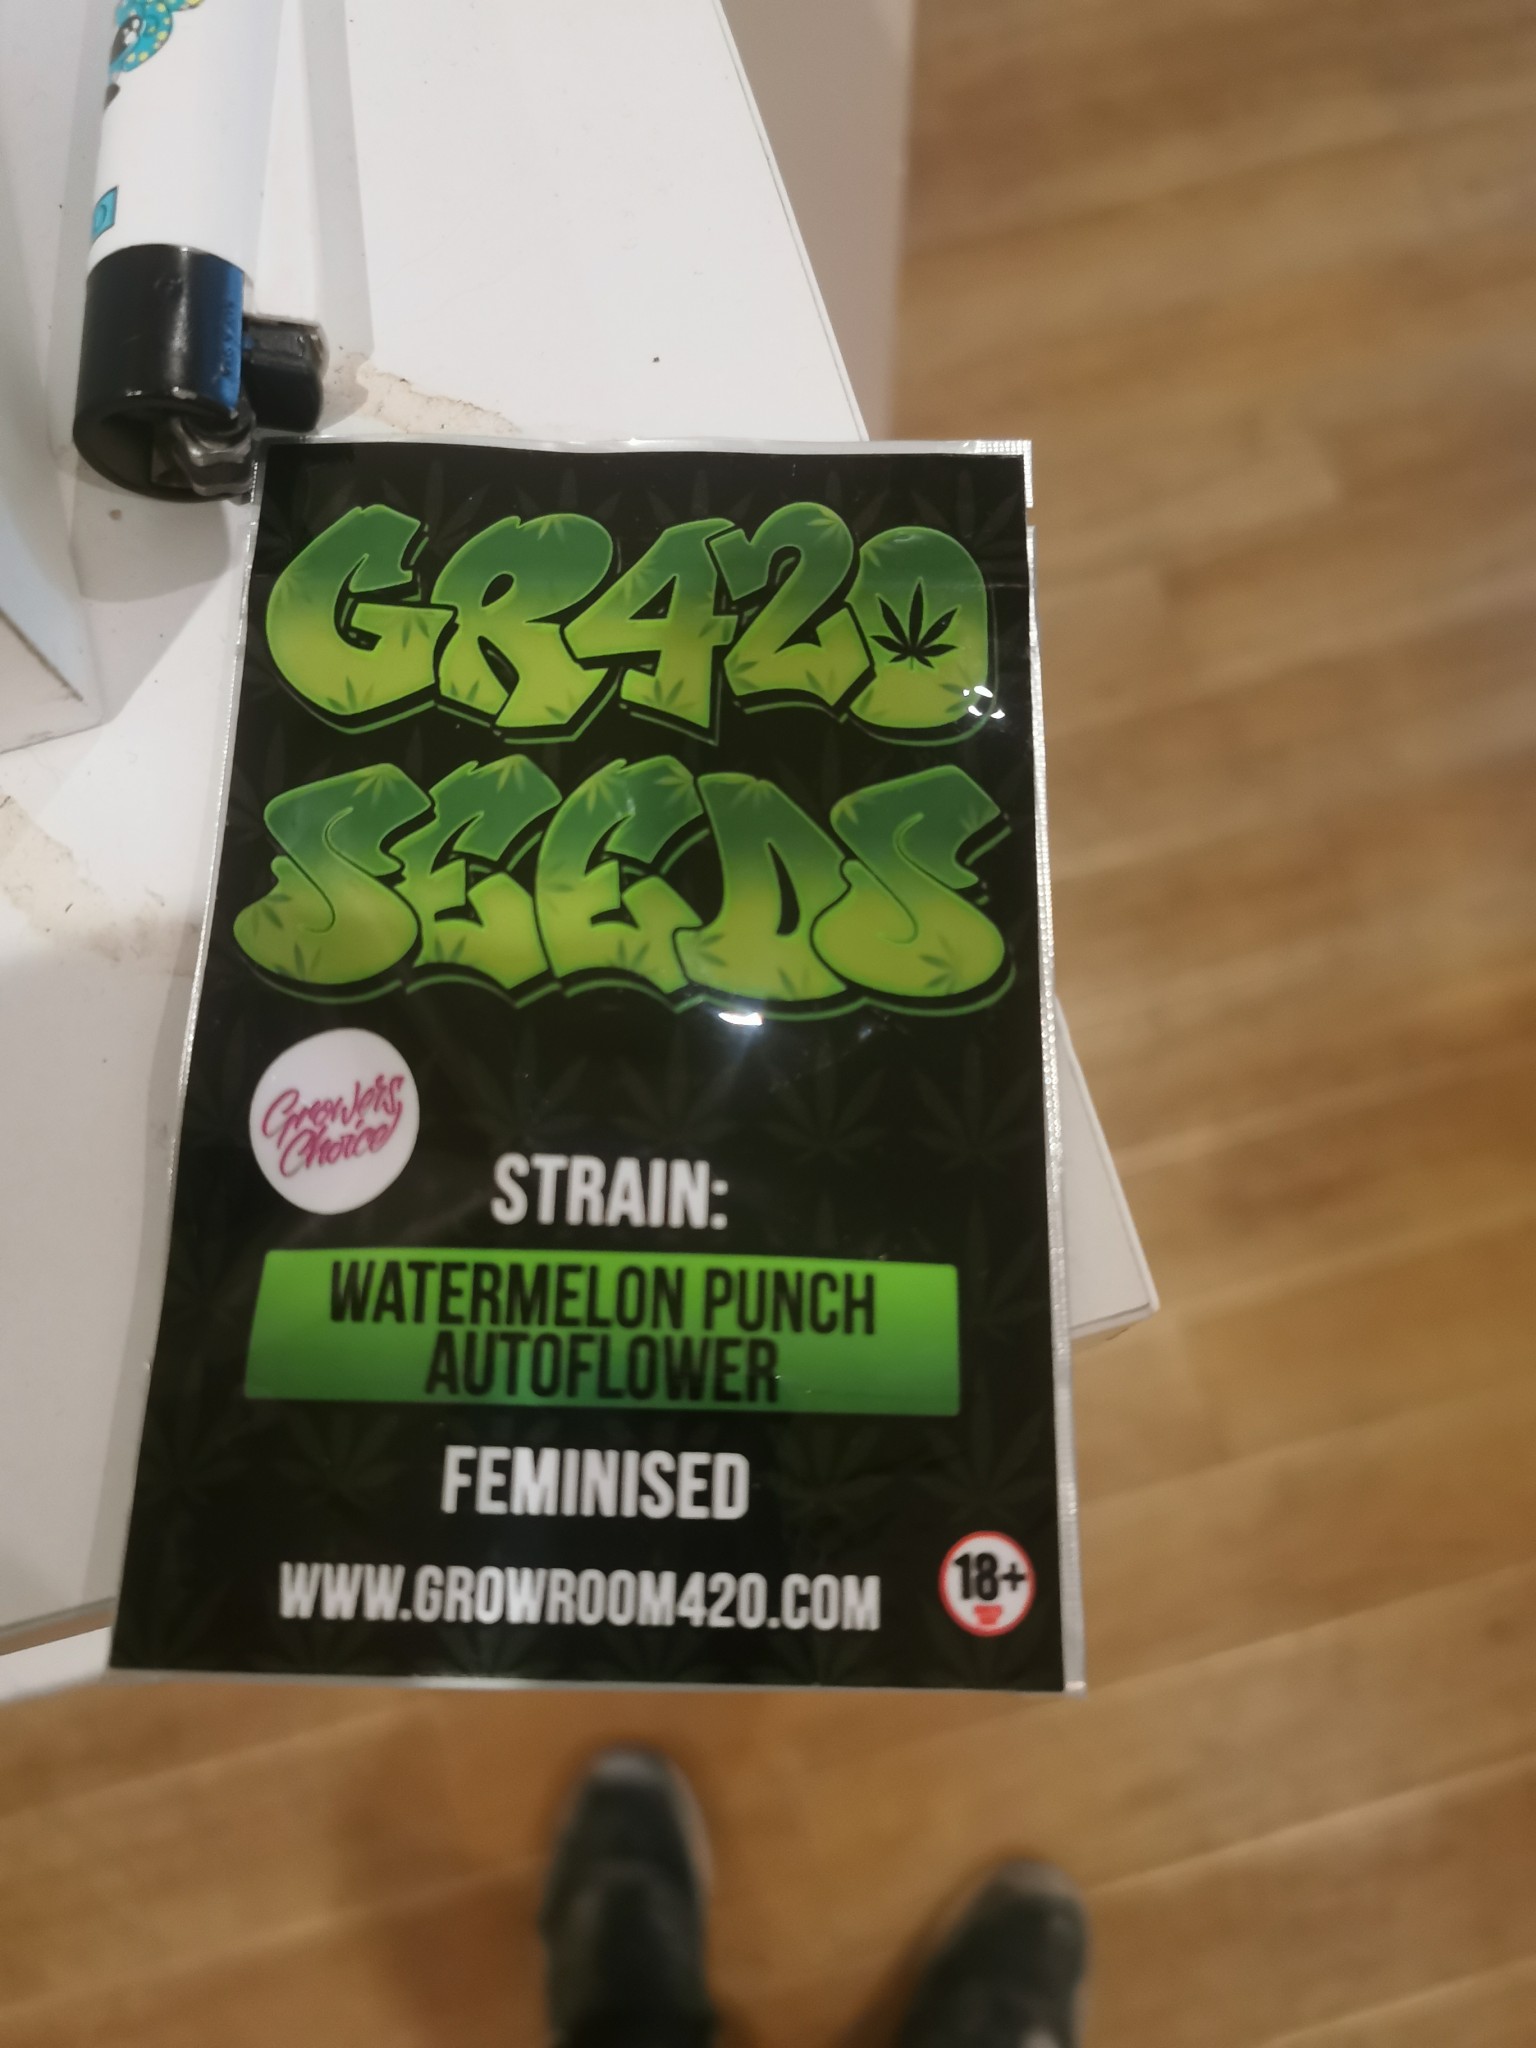 GR420
SEEDS
Growers
Choice
STRAIN:
WATERMELON PUNCH
AUTOFLOWER
FEMINISED
WWW.GROWROOM420.COM
18+